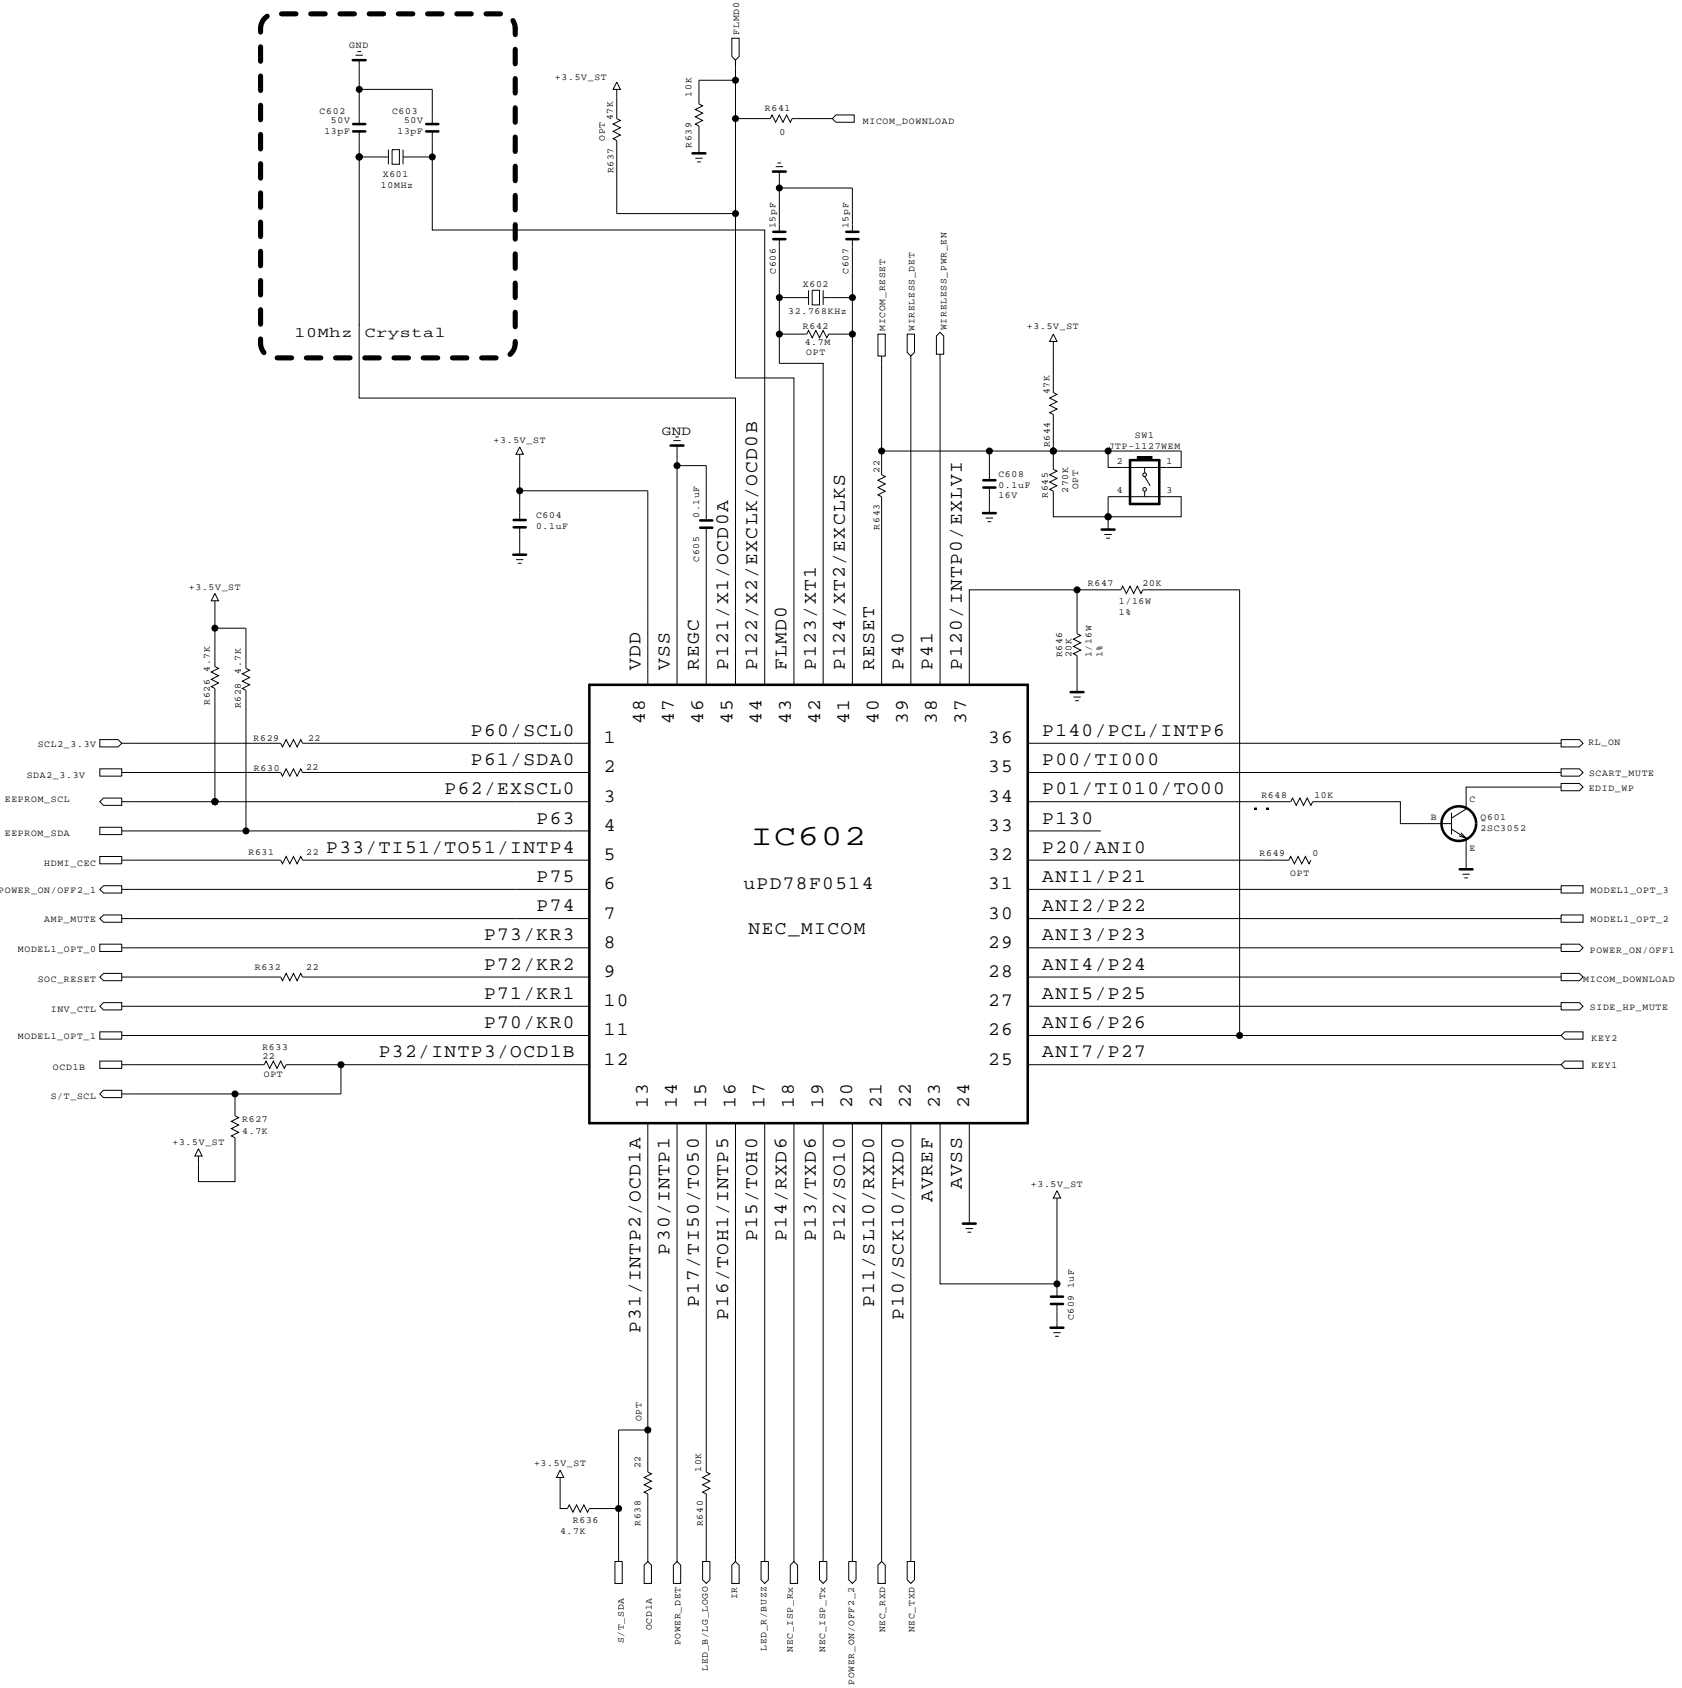 FLMD0
GND
C602
50V
13pF
C603
50V
13pF
X601
10MHz
10Mhz Crystal
+3.5V_ST
OPT 47K
R637
10K
R639
R641
0
MICOM_DOWNLOAD
15pF
C606
15pF
C607
X602
32.768KHz
R642
4.7M
OPT
MICOM_RESET
WIRELESS_DET
WIRELESS_PWR_EN
+3.5V_ST
47K
R644
SW1
JTP-1127WEM
2
1
4
3
R645
270K
OPT
C608
0.1uF
16V
22
R643
+3.5V_ST
C604
0.1uF
GND
0.1uF
C605
VDD
VSS
REGC
P121/X1/OCD0A
P122/X2/EXCLK/OCD0B
FLMD0
P123/XT1
P124/XT2/EXCLKS
RESET
P40
P41
P120/INTP0/EXLVI
R647 20K
1/16W
1%
R646
20K
1/16W
1%
+3.5V_ST
R626 4.7K
R628 4.7K
48
47
46
45
44
43
42
41
40
39
38
37
SCL2_3.3V
R629 22
P60/SCL0
1
SDA2_3.3V
R630 22
P61/SDA0
2
EEPROM_SCL
P62/EXSCL0
3
EEPROM_SDA
P63
4
HDMI_CEC
R631 22
P33/TI51/TO51/INTP4
5
POWER_ON/OFF2_1
P75
6
AMP_MUTE
P74
7
MODEL1_OPT_0
P73/KR3
8
SOC_RESET
R632 22
P72/KR2
9
INV_CTL
P71/KR1
10
MODEL1_OPT_1
P70/KR0
11
OCD1B
R633
22
OPT
P32/INTP3/OCD1B
12
S/T_SCL
R627
4.7K
+3.5V_ST
IC602
uPD78F0514
NEC_MICOM
36
P140/PCL/INTP6
RL_ON
35
P00/TI000
SCART_MUTE
34
P01/TI010/TO00
R648 10K
EDID_WP
C
B
E
Q601
2SC3052
33
P130
32
P20/ANI0
R649 0
OPT
31
ANI1/P21
MODEL1_OPT_3
30
ANI2/P22
MODEL1_OPT_2
29
ANI3/P23
POWER_ON/OFF1
28
ANI4/P24
MICOM_DOWNLOAD
27
ANI5/P25
SIDE_HP_MUTE
26
ANI6/P26
KEY2
25
ANI7/P27
KEY1
13
14
15
16
17
18
19
20
21
22
23
24
P31/INTP2/OCD1A
P30/INTP1
P17/TI50/TO50
P16/TOH1/INTP5
P15/TOH0
P14/RXD6
P13/TXD6
P12/SO10
P11/SL10/RXD0
P10/SCK10/TXD0
AVREF
AVSS
+3.5V_ST
C609 1uF
OPT
22
R638
10K
R640
+3.5V_ST
R636
4.7K
S/T_SDA
OCD1A
POWER_DET
LED_B/LG_LOGO
IR
LED_R/BUZZ
NEC_ISP_Rx
NEC_ISP_Tx
POWER_ON/OFF2_2
NEC_RXD
NEC_TXD